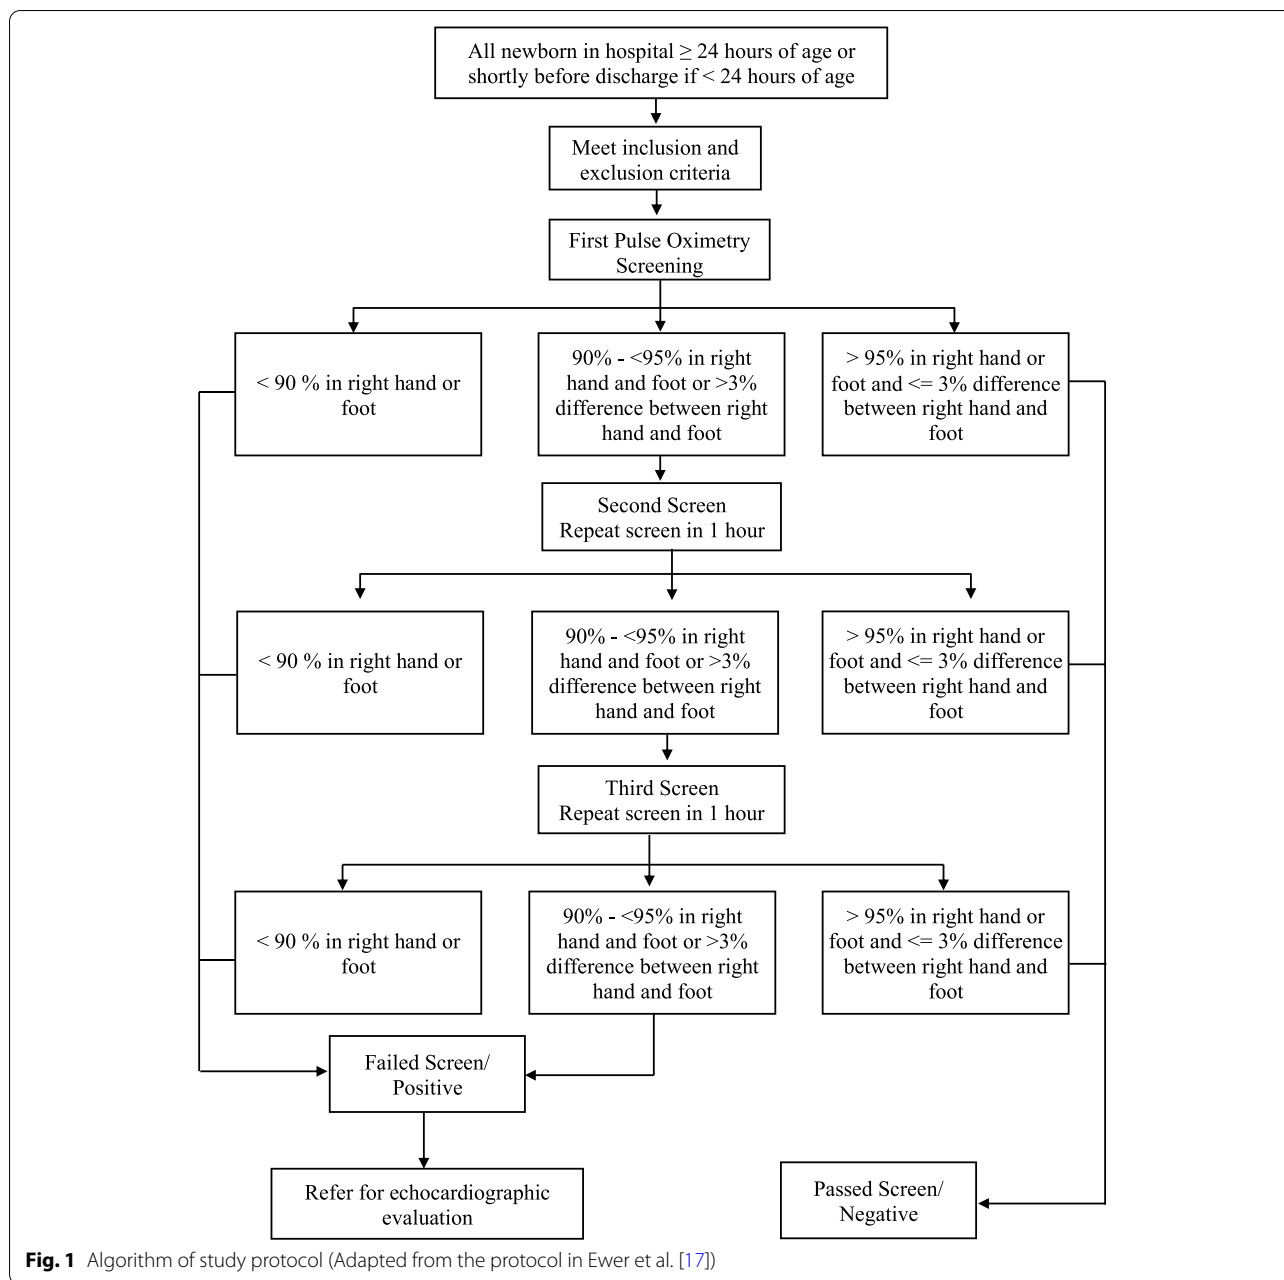 All newborn in hospital ≥ 24 hours of age or
shortly before discharge if < 24 hours of age
Meet inclusion and
exclusion criteria
First Pulse Oximetry
Screening
< 90 % in right hand or
foot
90% - <95% in right
hand and foot or >3%
difference between right
hand and foot
> 95% in right hand or
foot and <= 3% difference
between right hand and
foot
Second Screen
Repeat screen in 1 hour
< 90 % in right hand or
foot
90% - <95% in right
hand and foot or >3%
difference between right
hand and foot
> 95% in right hand or
foot and <= 3% difference
between right hand and
foot
Third Screen
Repeat screen in 1 hour
< 90 % in right hand or
foot
90% - <95% in right
hand and foot or >3%
difference between right
hand and foot
> 95% in right hand or
foot and <= 3% difference
between right hand and
foot
Failed Screen/
Positive
Refer for echocardiographic
evaluation
Passed Screen/
Negative
Fig. 1 Algorithm of study protocol (Adapted from the protocol in Ewer et al. [17])